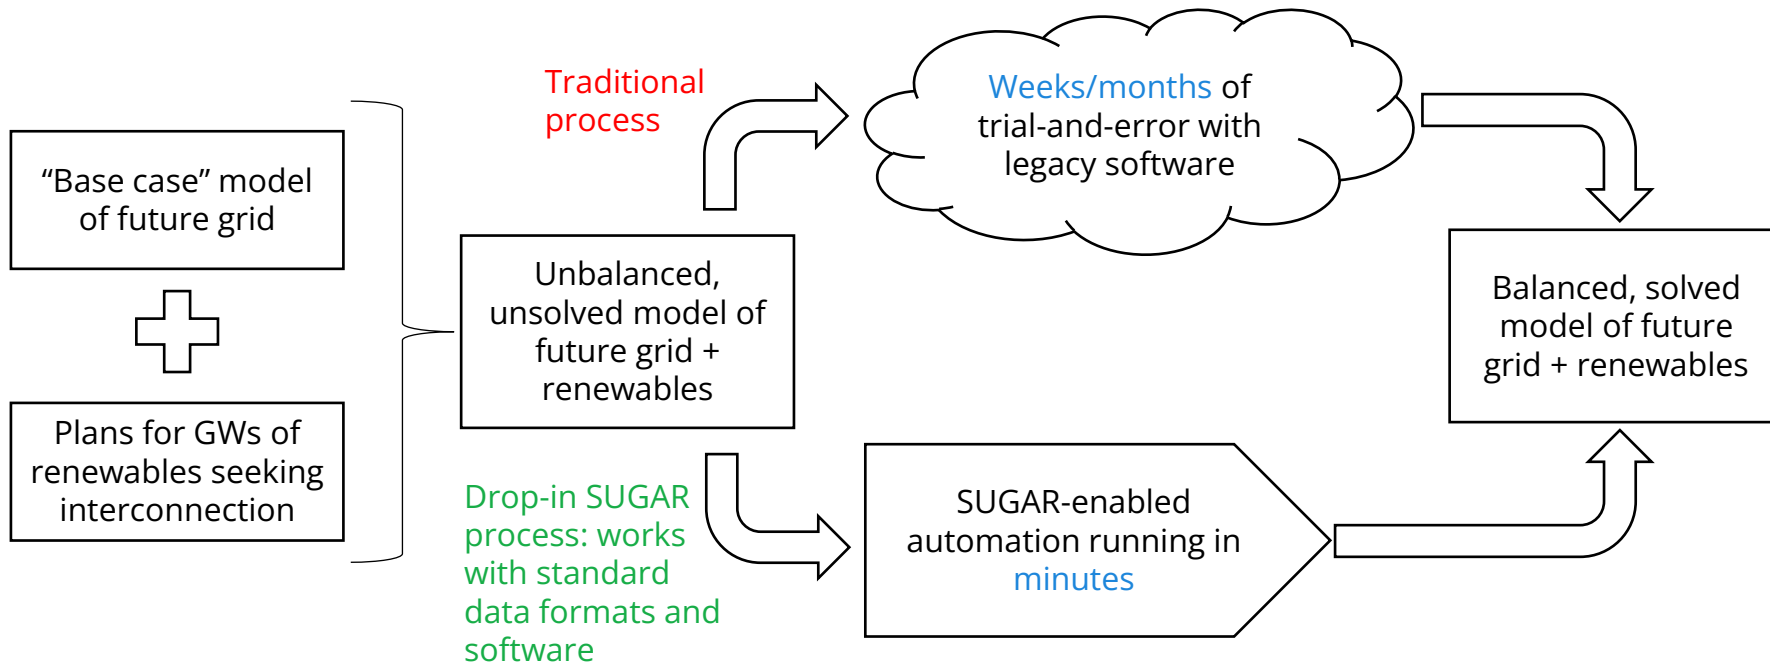 “Base case” model
of future grid
Plans for GWs of
renewables seeking
interconnection
Unbalanced,
unsolved model of
future grid +
renewables
Traditional
process
Weeks/months of
trial-and-error with
legacy software
Drop-in SUGAR
process: works
with standard
data formats and
software
SUGAR-enabled
automation running in
minutes
Balanced, solved
model of future
grid + renewables